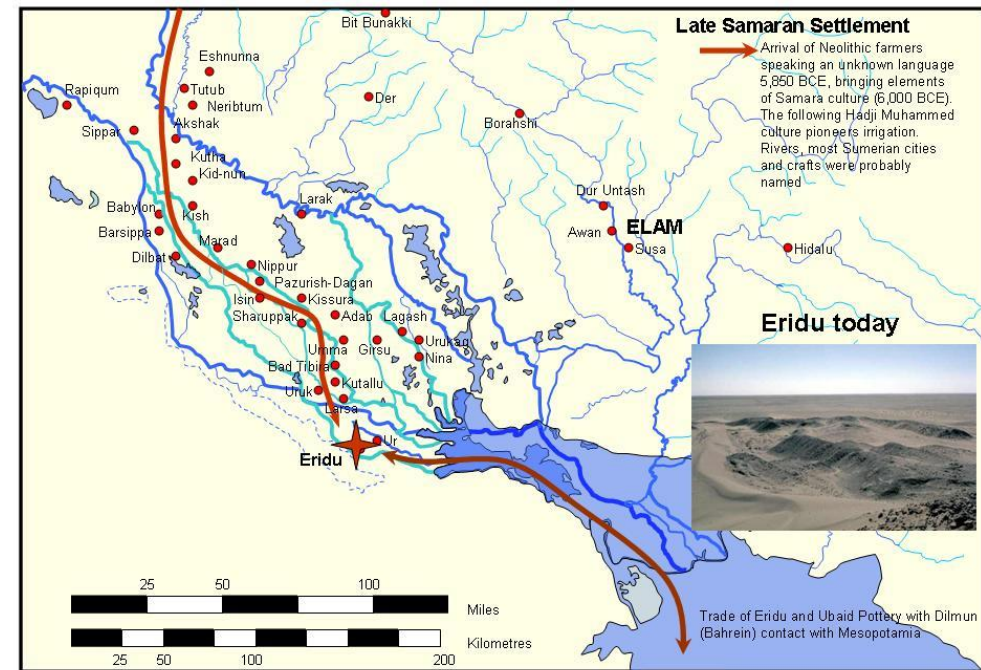 Bit Bunakki
Late Samaran Settlement
Arrival of Neolithic farmers
speaking an unknown language
5,850 BCE, bringing elements
of Samara culture (6,000 BCE).
The following Hadji Muhammed
culture pioneers irrigation.
Rivers, most Sumerian cities
and crafts were probably
named
Eshnunna
Tutub
Der
Rapiqum
Neribtum
Borahshi
Akshak
Sippar
Kutha
Kid-nun
Dur Untash
Babylon
Kish
Larak
ELAM
Barsippa
Awan
Marad
Susa
Hidalu
Dilbat
Nippur
Pazurish-Dagan
Isin
Kissura
Sharuppak
Adab
Lagash
Eridu today
Umma
Girsu
Urukag
Nina
Bad Tibira
Uruk
Kutallu
Larsa
Ur
Eridu
25 50 100
Miles
Kilometres
25 50 100 200
Trade of Eridu and Ubaid Pottery with Dilmun
(Bahrein) contact with Mesopotamia